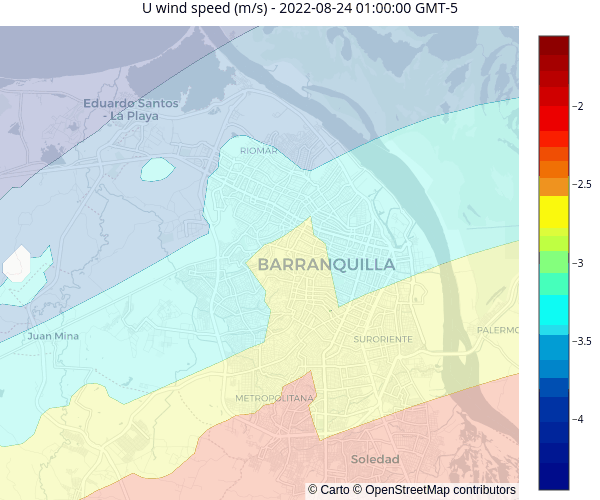 U wind speed (m/s) - 2022-08-24 01:00:00 GMT-5
Eduardo Santos
- La Playa
−2
RIOMAR
−2.5
BARRANQUILLA
−3
Juan Mina
SURORIENTE
PALERMO
−3.5
METROPOLITANA
−4
Soledad
© Carto © OpenStreetMap contributors